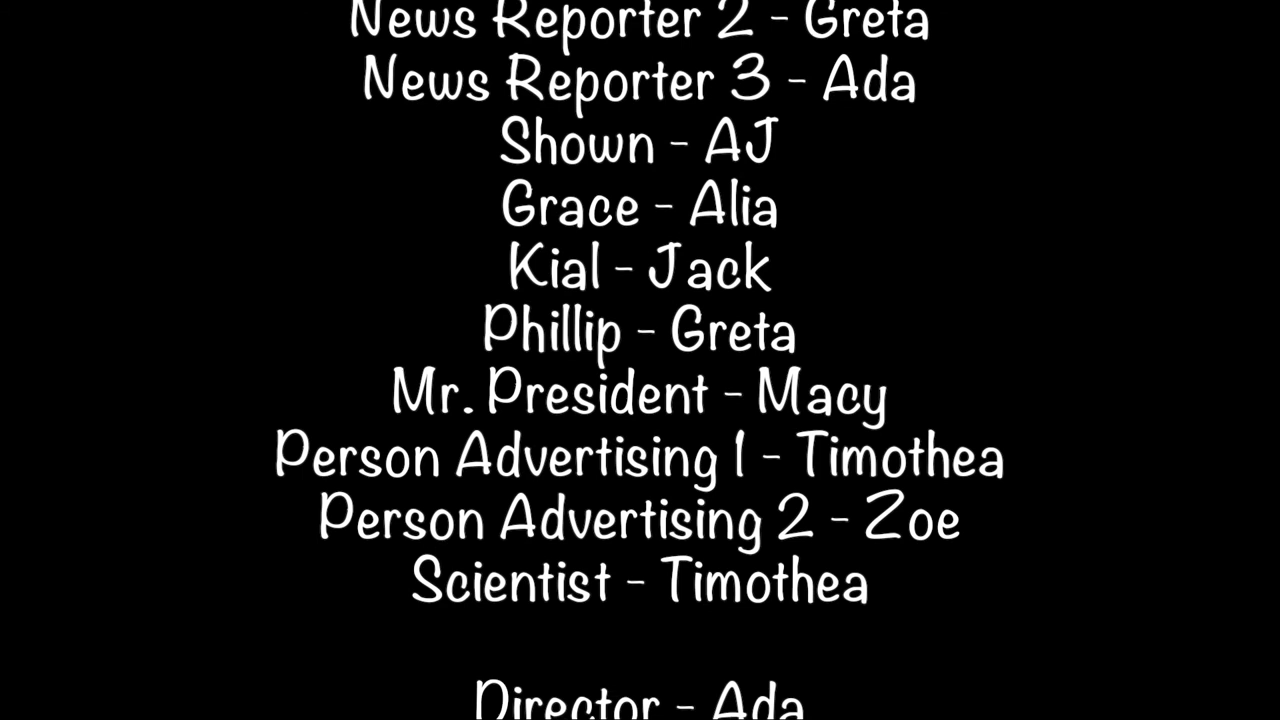 News Reporter 2 - Greta
News Reporter 3 - Ada
Shown - AJ
Grace - Alia
Kial - Jack
Phillip - Greta
Mr. President - Macy
Person Advertising 1 - Timothea
Person Advertising 2 - Zoe
Scientist - Timothea
Director - Ada